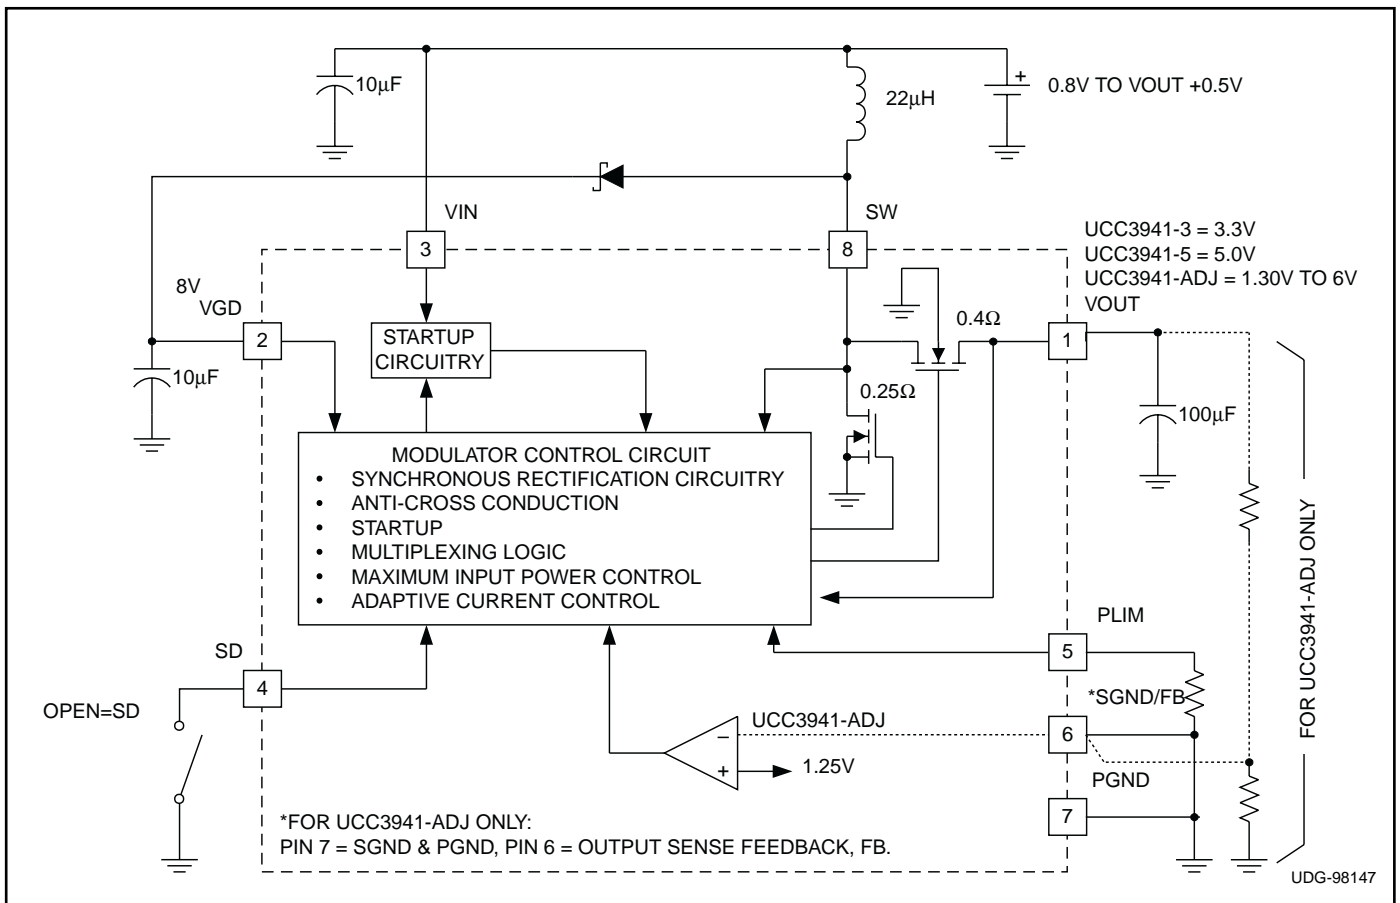 10µF
22µH
+
0.8V TO VOUT +0.5V
VIN
SW
3
8
UCC3941-3 = 3.3V
UCC3941-5 = 5.0V
UCC3941-ADJ = 1.30V TO 6V
VOUT
8V
VGD
2
STARTUP
CIRCUITRY
0.4Ω
1
10µF
0.25Ω
100µF
MODULATOR CONTROL CIRCUIT
• SYNCHRONOUS RECTIFICATION CIRCUITRY
• ANTI-CROSS CONDUCTION
• STARTUP
• MULTIPLEXING LOGIC
• MAXIMUM INPUT POWER CONTROL
• ADAPTIVE CURRENT CONTROL
FOR UCC3941-ADJ ONLY
PLIM
5
SD
4
*SGND/FB
OPEN=SD
UCC3941-ADJ
6
–
+
1.25V
PGND
7
*FOR UCC3941-ADJ ONLY:
PIN 7 = SGND & PGND, PIN 6 = OUTPUT SENSE FEEDBACK, FB.
UDG-98147